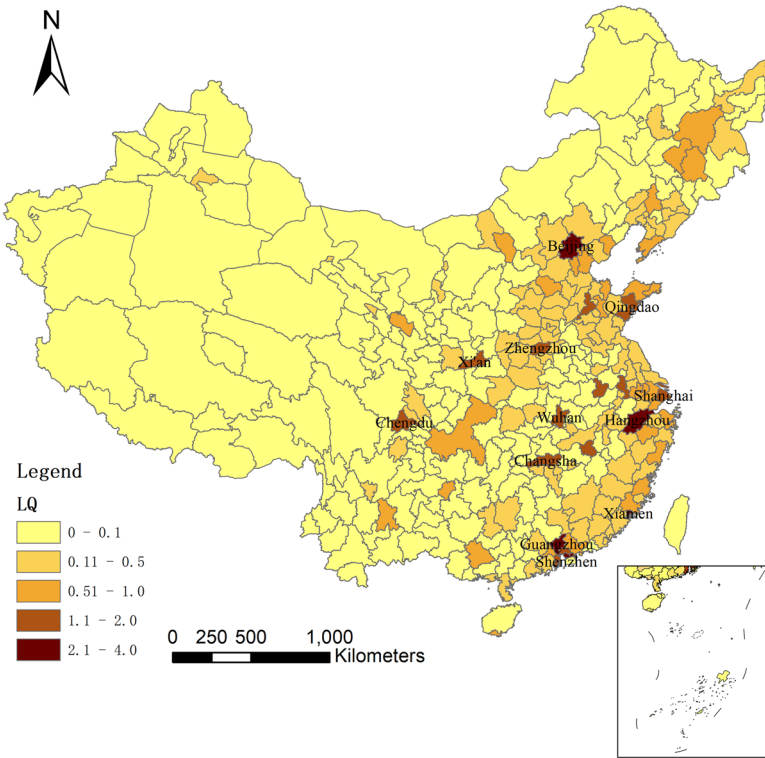 N
Beijing
Qingdao
Zhengzhou
Xi'an
Shanghai
Chengdu
Wuhan
Hangzhou
Changsha
Xiamen
Guangzhou
Shenzhen
Legend
LQ
0 - 0.1
0.11 - 0.5
0.51 - 1.0
1.1 - 2.0
2.1 - 4.0
0 250 500 1,000
Kilometers